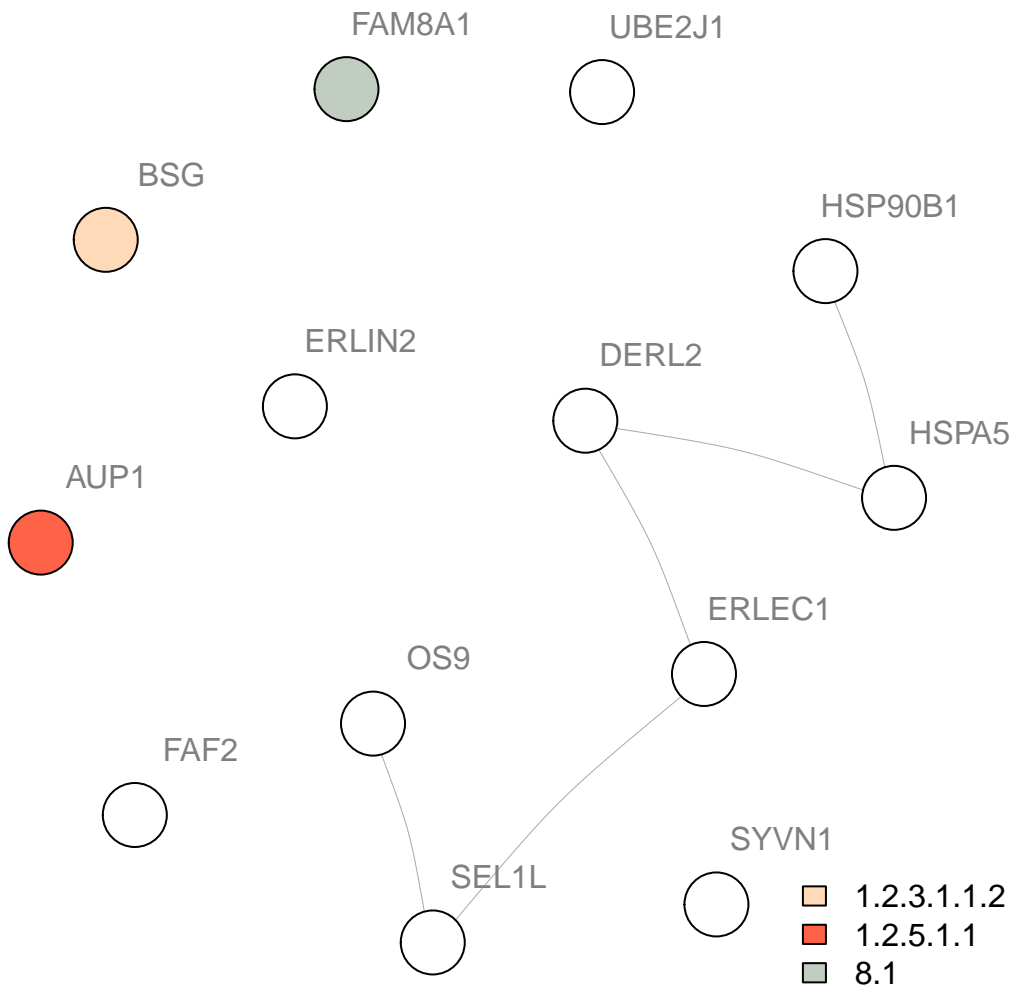 FAM8A1
UBE2J1
BSG
HSP90B1
ERLIN2
DERL2
HSPA5
AUP1
ERLEC1
OS9
FAF2
SYVN1
SEL1L
1.2.3.1.1.2
1.2.5.1.1
8.1